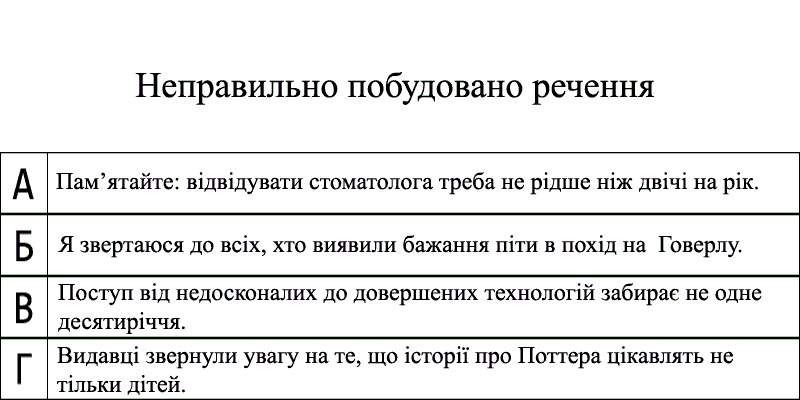 Неправильно побудовано речення
А Пам’ятайте: відвідувати стоматолога треба не рідше ніж двічі на рік.
Б Я звертаюся до всіх, хто виявили бажання піти в похід на Говерлу.
В Поступ від недосконалих до довершених технологій забирає не одне
десятиріччя.
Г Видавці звернули увагу на те, що історії про Поттера цікавлять не
тільки дітей.